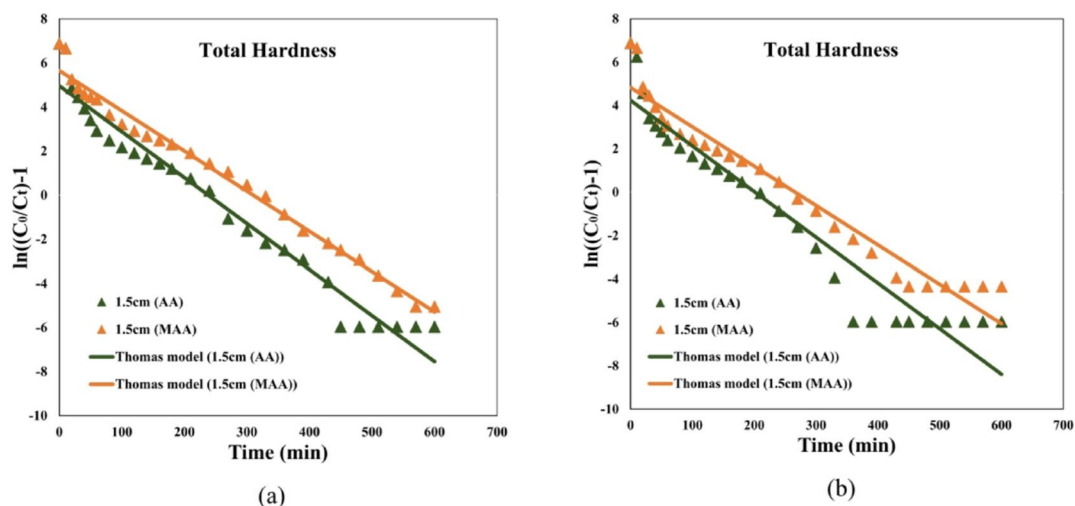 Total Hardness
ln((C₀/Ct)-1
8
6
4
2
0
-2
-4
-6
-8
-10
1.5cm (AA)
1.5cm (MAA)
Thomas model (1.5cm (AA))
Thomas model (1.5cm (MAA))
0 100 200 300 400 500 600 700
Time (min)
(a)
Total Hardness
ln((C₀/Ct)-1)
8
6
4
2
0
-2
-4
-6
-8
-10
1.5cm (AA)
1.5cm (MAA)
Thomas model (1.5cm (AA))
Thomas model (1.5cm (MAA))
0 100 200 300 400 500 600 700
Time (min)
(b)